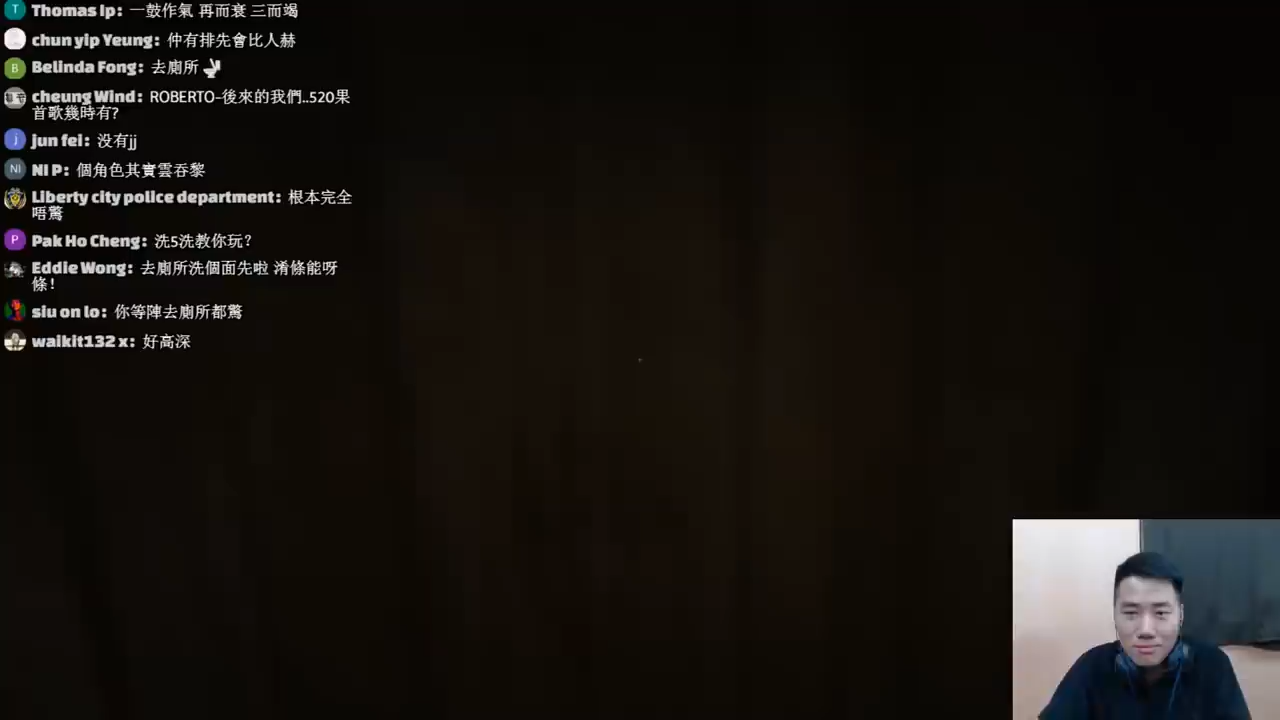 T Thomas Ip: 一鼓作氣 再而衰 三而竭
chun yip Yeung: 仲有排先會比人赫
B Belinda Fong: 去廁所🚽
cheung Wind: ROBERTO-後來的我們..520果
首歌幾時有?
j jun fei: 没有jj
NI NI P: 個角色其實雲吞黎
Liberty city police department: 根本完全
唔驚
P Pak Ho Cheng: 洗5洗教你玩?
Eddie Wong: 去廁所洗個面先啦 淆條能呀
條!
siu on lo: 你等陣去廁所都驚
waikit132 x: 好高深